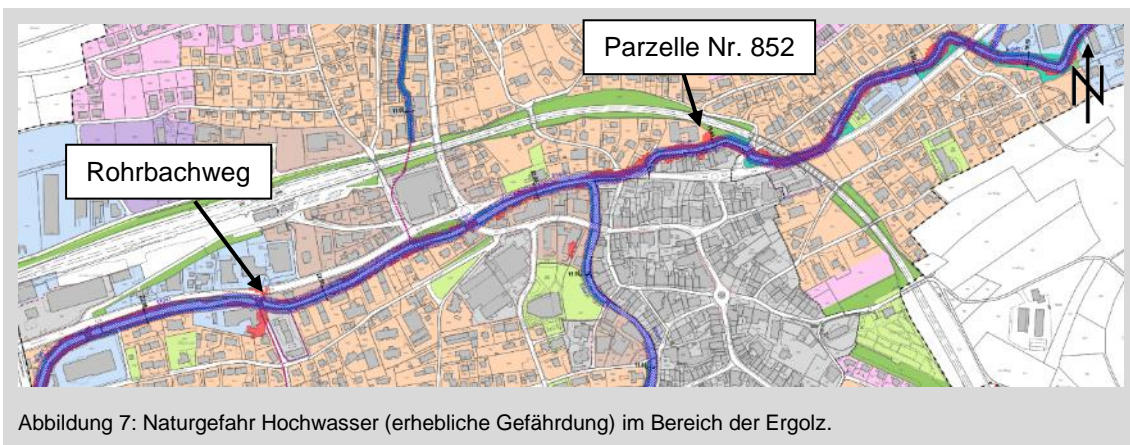 Parzelle Nr. 852
N
Rohrbachweg
Abbildung 7: Naturgefahr Hochwasser (erhebliche Gefährdung) im Bereich der Ergolz.